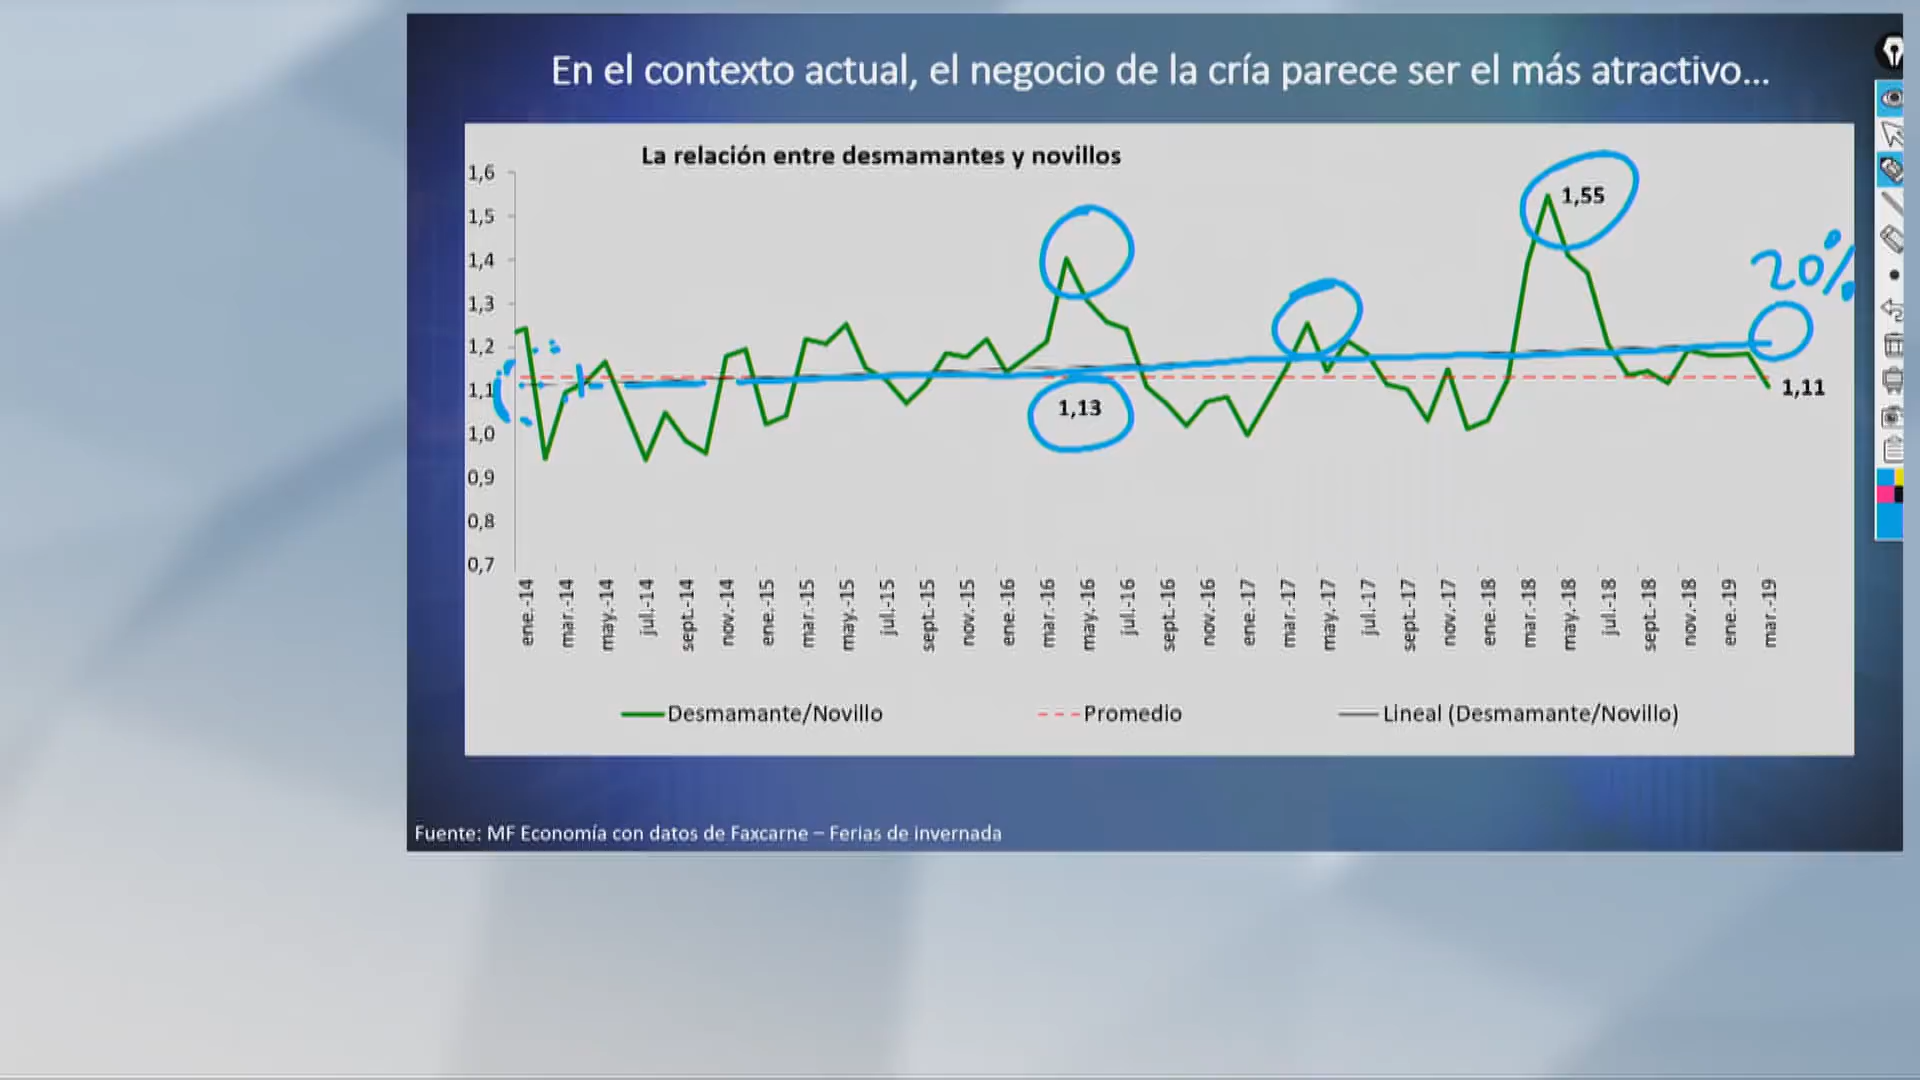 En el contexto actual, el negocio de la cría parece ser el más atractivo...
La relación entre desmamantes y novillos
1,6
1,5
1,4
1,3
1,2
1,1
1,0
0,9
0,8
0,7
1,55
20%
1,13
1,11
ene.-14
mar.-14
may.-14
jul.-14
sept.-14
nov.-14
ene.-15
mar.-15
may.-15
jul.-15
sept.-15
nov.-15
ene.-16
mar.-16
may.-16
jul.-16
sept.-16
nov.-16
ene.-17
mar.-17
may.-17
jul.-17
sept.-17
nov.-17
ene.-18
mar.-18
may.-18
jul.-18
sept.-18
nov.-18
ene.-19
mar.-19
Desmamante/Novillo
Promedio
Lineal (Desmamante/Novillo)
Fuente: MF Economía con datos de Faxcarne – Ferias de invernada